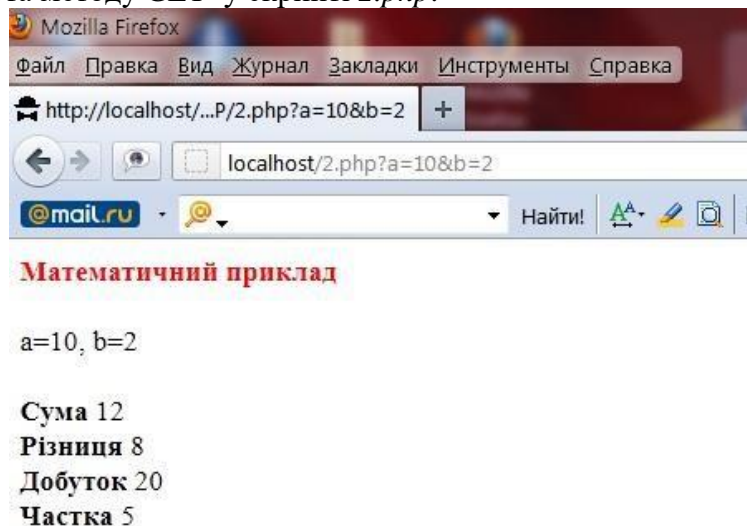 Mozilla Firefox
Файл Правка Вид Журнал Закладки Инструменты Справка
http://localhost/...P/2.php?a=10&b=2 +
localhost/2.php?a=10&b=2
@mail.ru Найти!
Математичний приклад
a=10, b=2
Сума 12
Різниця 8
Добуток 20
Частка 5